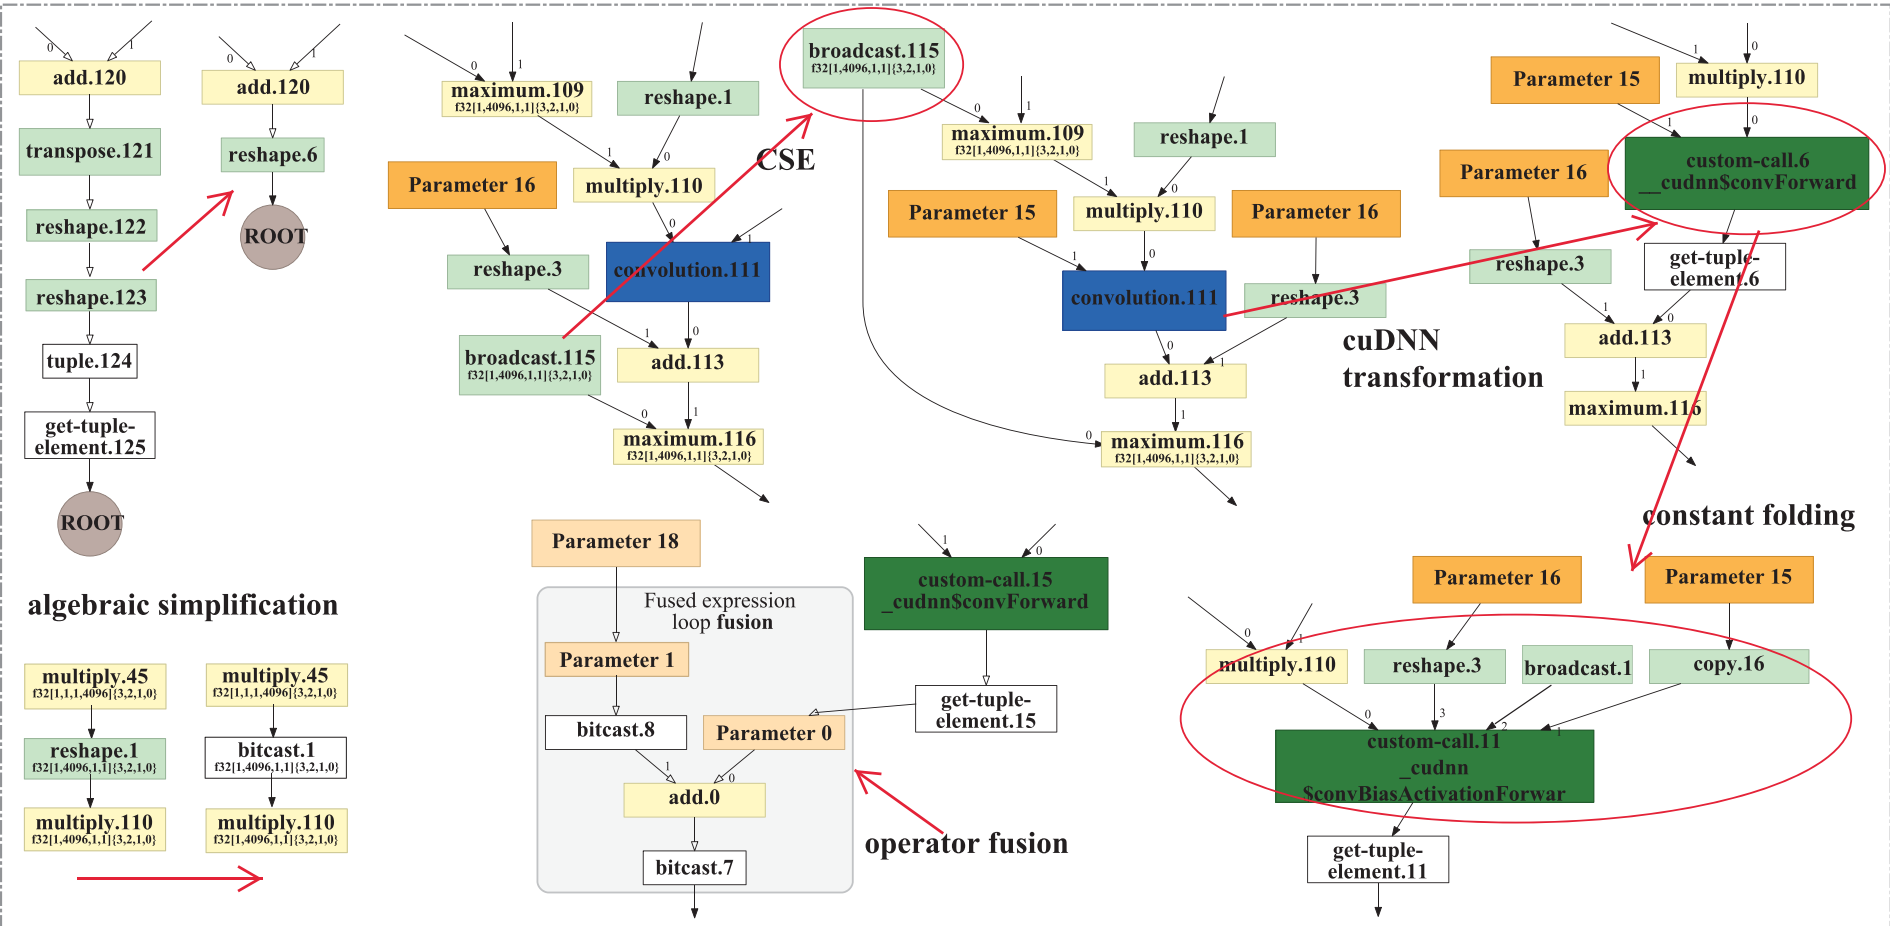 0
1
add.120
transpose.121
reshape.122
reshape.123
tuple.124
get-tuple-
element.125
ROOT
0
1
add.120
reshape.6
ROOT
algebraic simplification
multiply.45
f32[1,1,1,4096]{3,2,1,0}
reshape.1
f32[1,4096,1,1]{3,2,1,0}
multiply.110
f32[1,4096,1,1]{3,2,1,0}
multiply.45
f32[1,1,1,4096]{3,2,1,0}
bitcast.1
f32[1,4096,1,1]{3,2,1,0}
multiply.110
f32[1,4096,1,1]{3,2,1,0}
0
1
maximum.109
f32[1,4096,1,1]{3,2,1,0}
reshape.1
1
0
Parameter 16
multiply.110
0
1
reshape.3
convolution.111
1
0
broadcast.115
f32[1,4096,1,1]{3,2,1,0}
add.113
0
1
maximum.116
f32[1,4096,1,1]{3,2,1,0}
CSE
broadcast.115
f32[1,4096,1,1]{3,2,1,0}
0
1
maximum.109
f32[1,4096,1,1]{3,2,1,0}
reshape.1
1
0
Parameter 15
multiply.110
Parameter 16
1
0
convolution.111
reshape.3
0
1
add.113
1
0
maximum.116
f32[1,4096,1,1]{3,2,1,0}
cuDNN
transformation
1
0
Parameter 15
multiply.110
1
0
Parameter 16
custom-call.6
__cudnn$convForward
reshape.3
get-tuple-
element.6
1
0
add.113
1
maximum.116
constant folding
Parameter 18
Fused expression
loop fusion
Parameter 1
bitcast.8
Parameter 0
1
0
add.0
bitcast.7
1
0
custom-call.15
_cudnn$convForward
get-tuple-
element.15
operator fusion
Parameter 16
Parameter 15
0
1
multiply.110
reshape.3
broadcast.1
copy.16
0
3
2
1
custom-call.11
_cudnn
$convBiasActivationForwar
get-tuple-
element.11